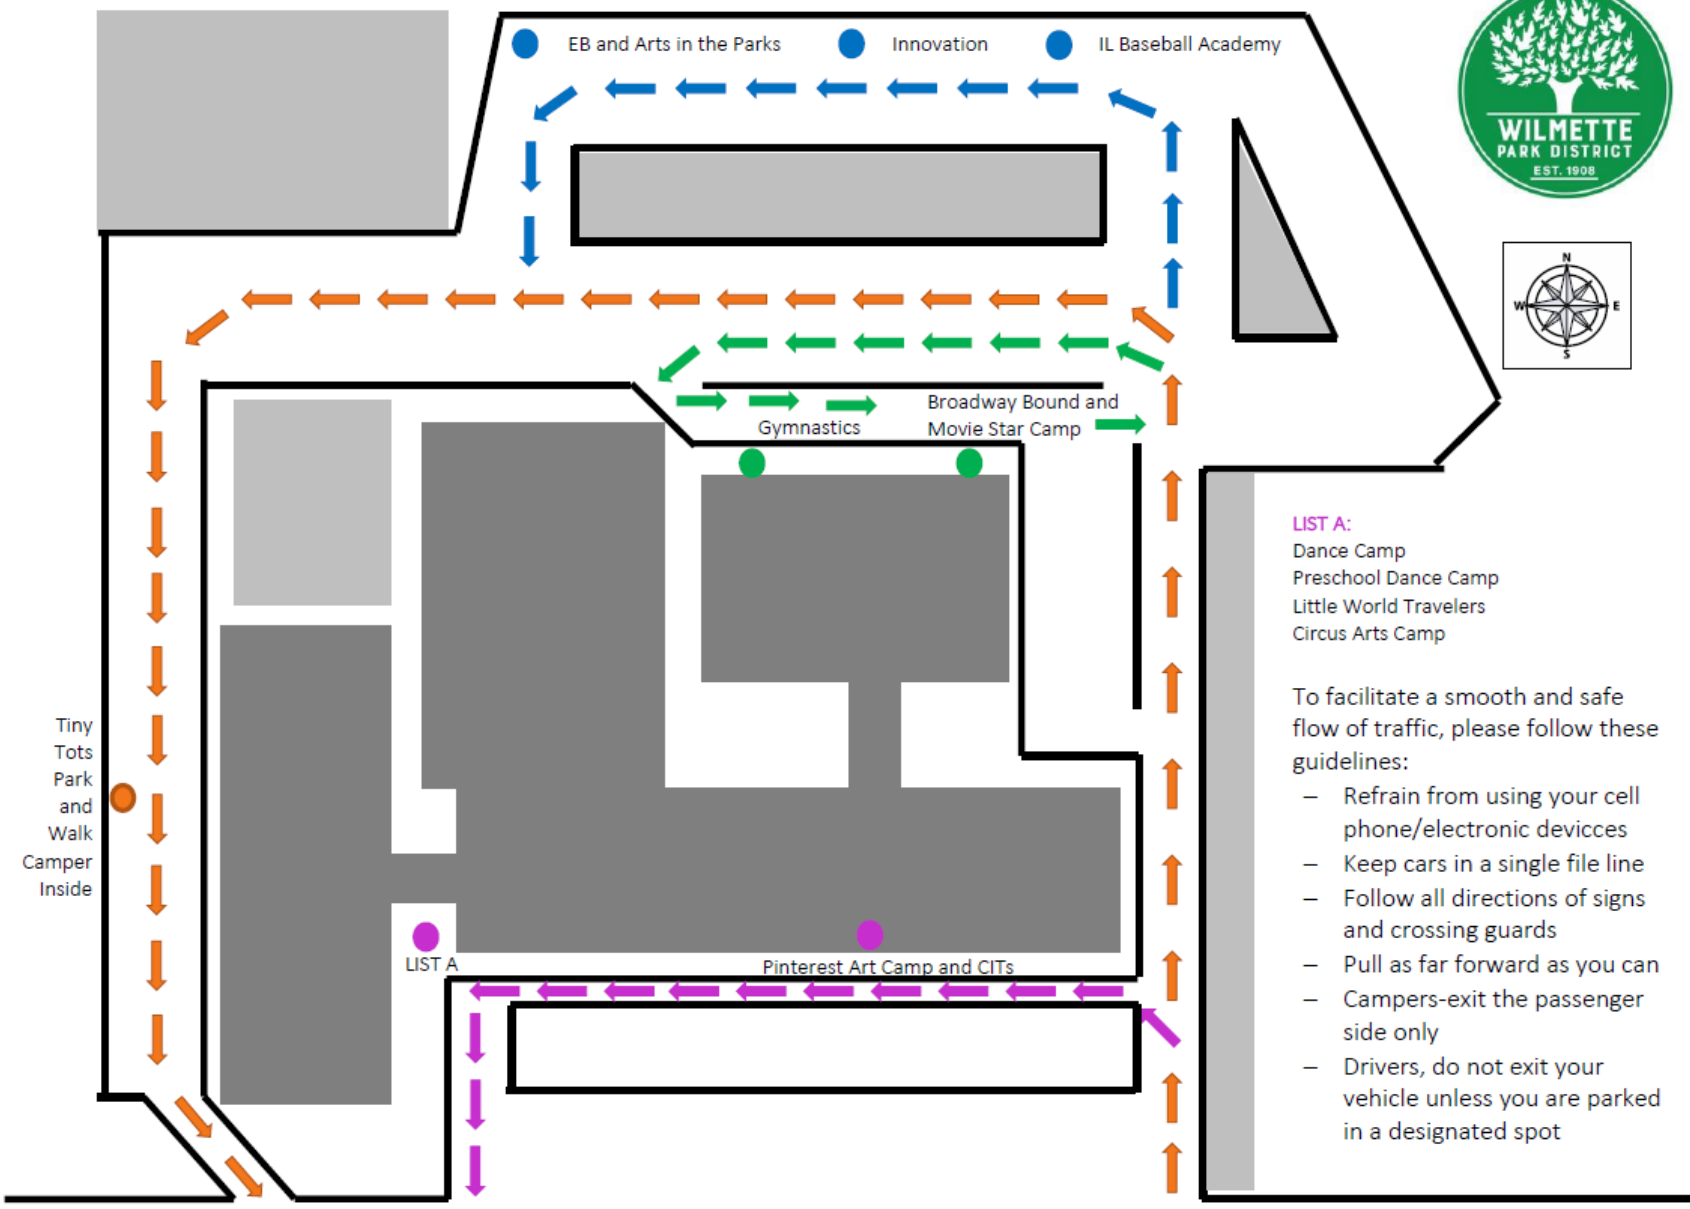 EB and Arts in the Parks
Innovation
IL Baseball Academy
WILMETTE
PARK DISTRICT
EST. 1908
N
W
E
S
Broadway Bound and
Movie Star Camp
Gymnastics
LIST A:
Dance Camp
Preschool Dance Camp
Little World Travelers
Circus Arts Camp
To facilitate a smooth and safe
flow of traffic, please follow these
guidelines:
– Refrain from using your cell
phone/electronic devicces
– Keep cars in a single file line
– Follow all directions of signs
and crossing guards
– Pull as far forward as you can
– Campers-exit the passenger
side only
– Drivers, do not exit your
vehicle unless you are parked
in a designated spot
Tiny
Tots
Park
and
Walk
Camper
Inside
LIST A
Pinterest Art Camp and CITs